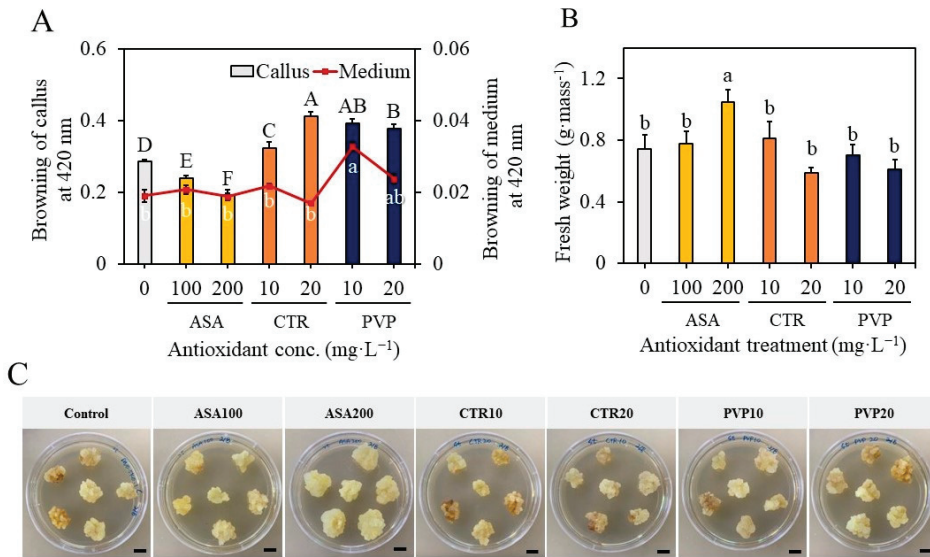 A
0.6
0.4
0.2
0
0.06
0.04
0.02
0
Browning of callus
at 420 nm
Browning of medium
at 420 nm
Callus
Medium
D
E
F
C
A
AB
B
b
b
b
b
b
a
ab
0 100 200 10 20 10 20
ASA CTR PVP
Antioxidant conc. (mg·L⁻¹)
B
1.2
0.8
0.4
0
Fresh weight (g·mass⁻¹)
b b a b b b b
0 100 200 10 20 10 20
ASA CTR PVP
Antioxidant treatment (mg·L⁻¹)
C
Control ASA100 ASA200 CTR10 CTR20 PVP10 PVP20